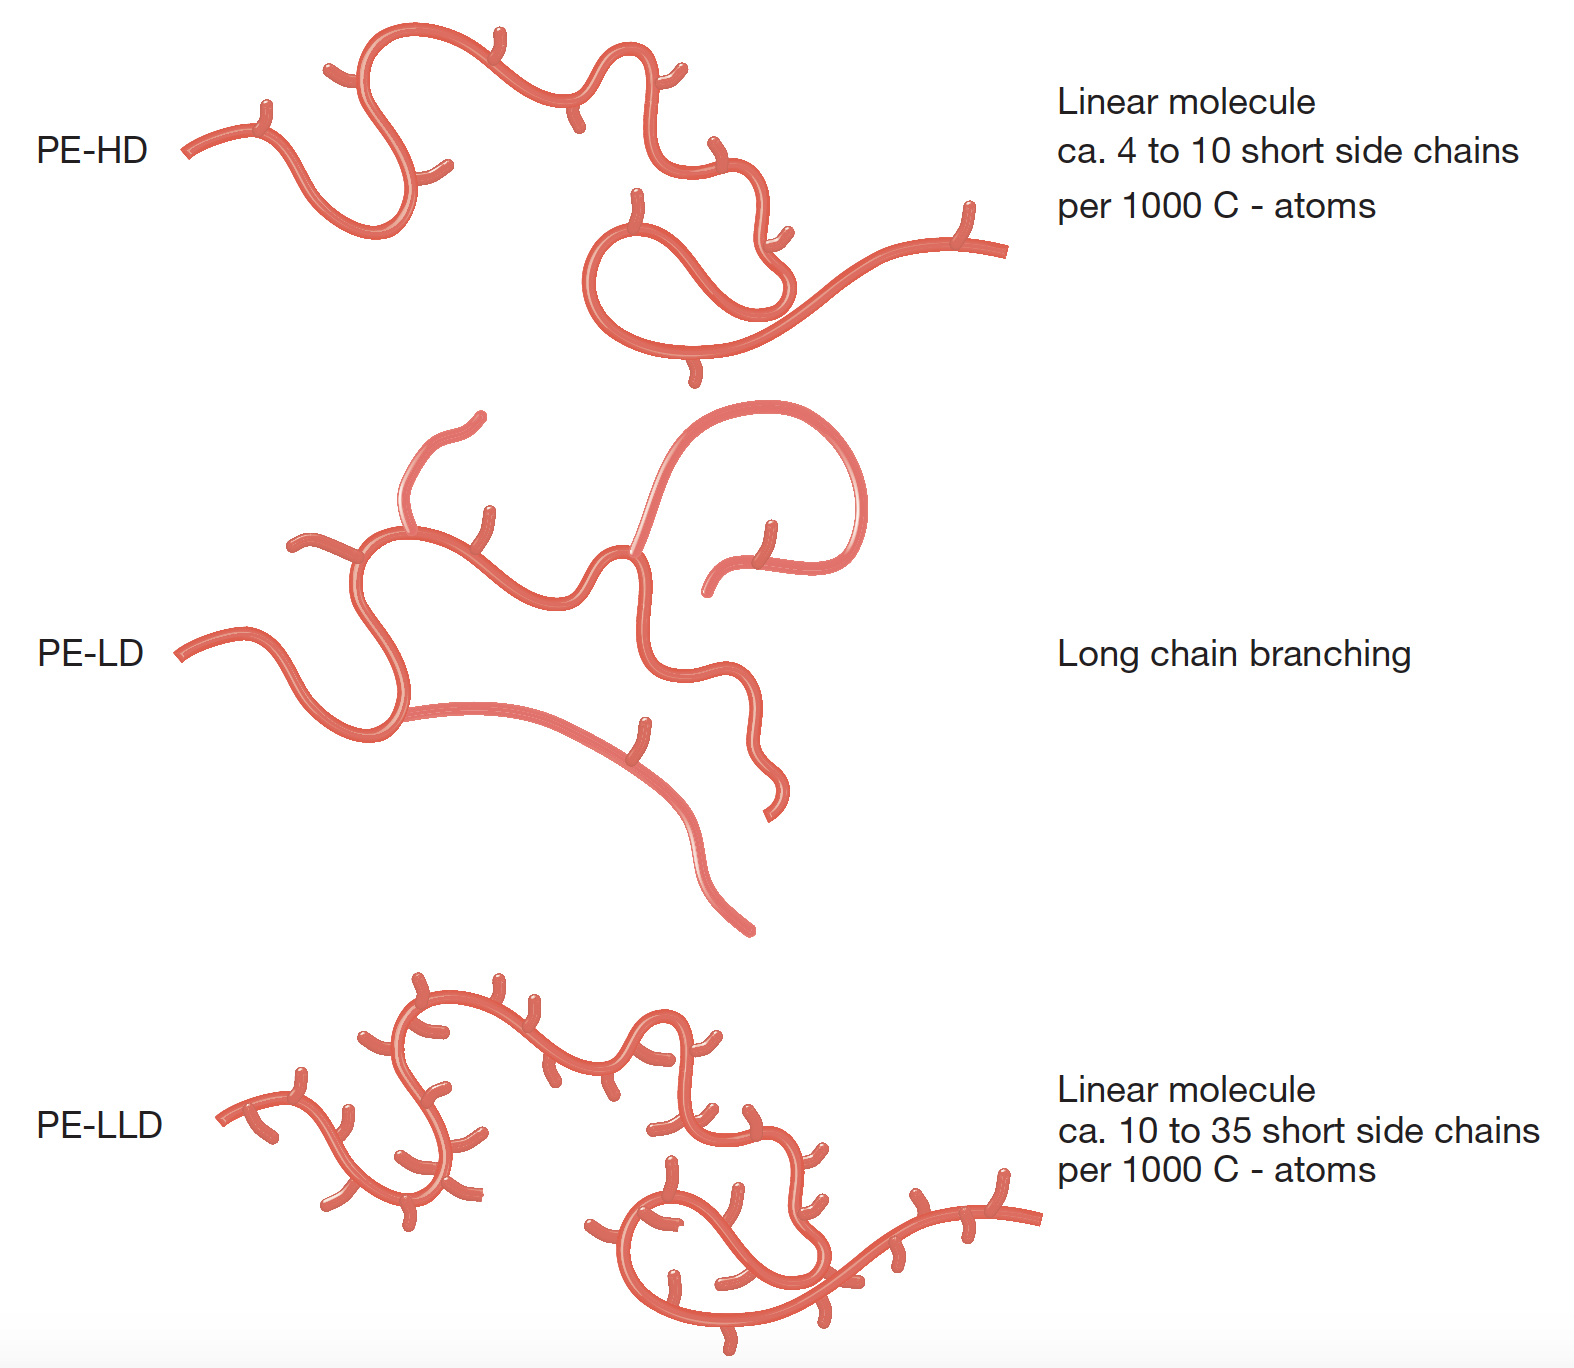 PE-HD
Linear molecule
ca. 4 to 10 short side chains
per 1000 C - atoms
PE-LD
Long chain branching
PE-LLD
Linear molecule
ca. 10 to 35 short side chains
per 1000 C - atoms